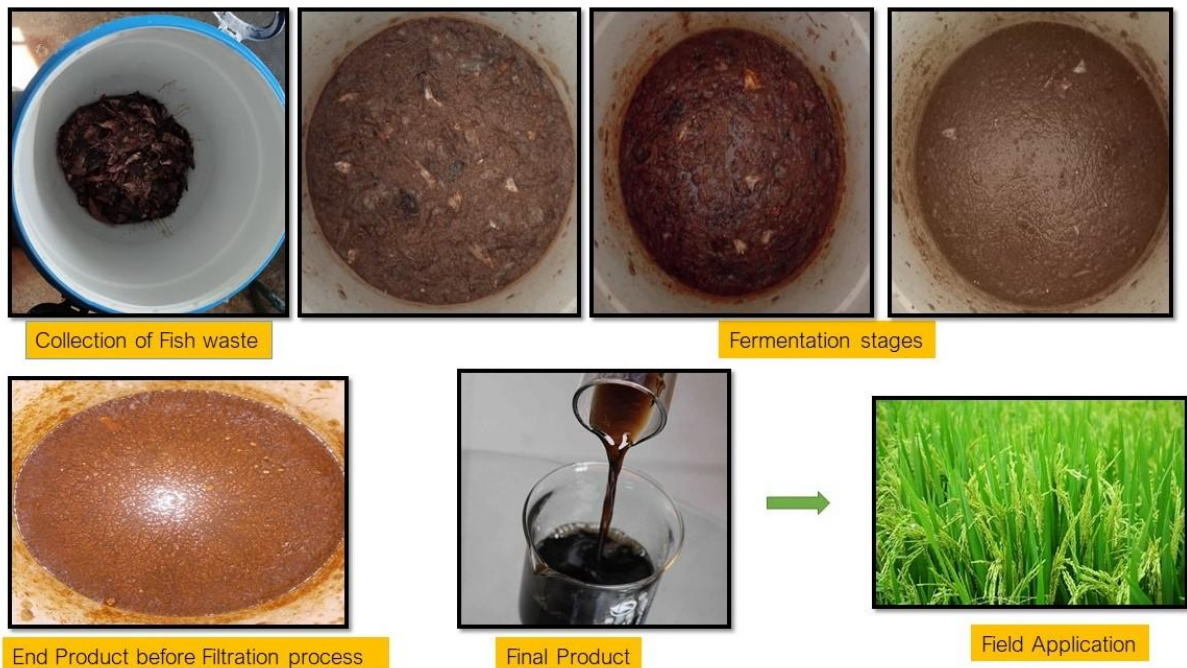 Collection of Fish waste
Fermentation stages
End Product before Filtration process
Final Product
Field Application